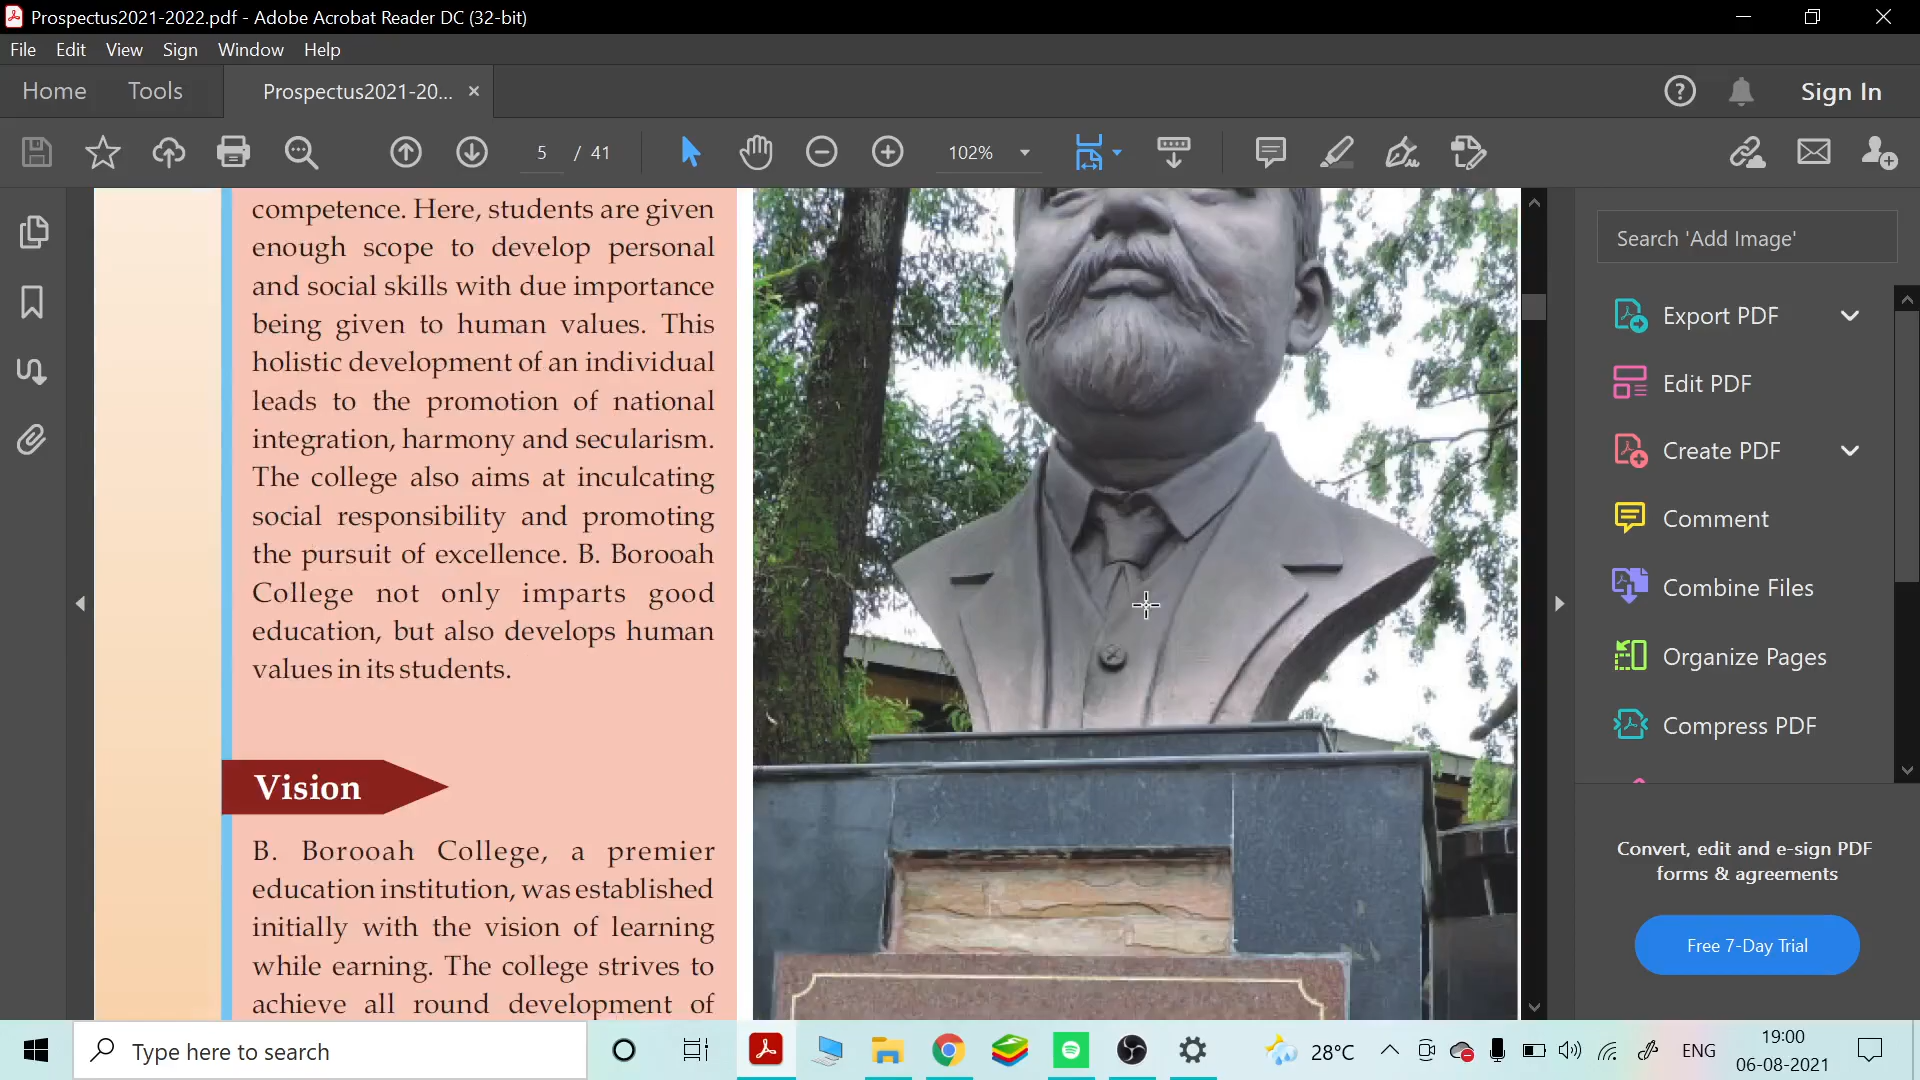 Prospectus2021-2022.pdf - Adobe Acrobat Reader DC (32-bit)
File Edit View Sign Window Help
Home Tools Prospectus2021-20... × Sign In
5 / 41 102%
competence. Here, students are given
enough scope to develop personal
and social skills with due importance
being given to human values. This
holistic development of an individual
leads to the promotion of national
integration, harmony and secularism.
The college also aims at inculcating
social responsibility and promoting
the pursuit of excellence. B. Borooah
College not only imparts good
education, but also develops human
values in its students.
Vision
B. Borooah College, a premier
education institution, was established
initially with the vision of learning
while earning. The college strives to
achieve all round development of
Search 'Add Image'
Export PDF
Edit PDF
Create PDF
Comment
Combine Files
Organize Pages
Compress PDF
Convert, edit and e-sign PDF
forms & agreements
Free 7-Day Trial
Type here to search
28°C
ENG
19:00
06-08-2021